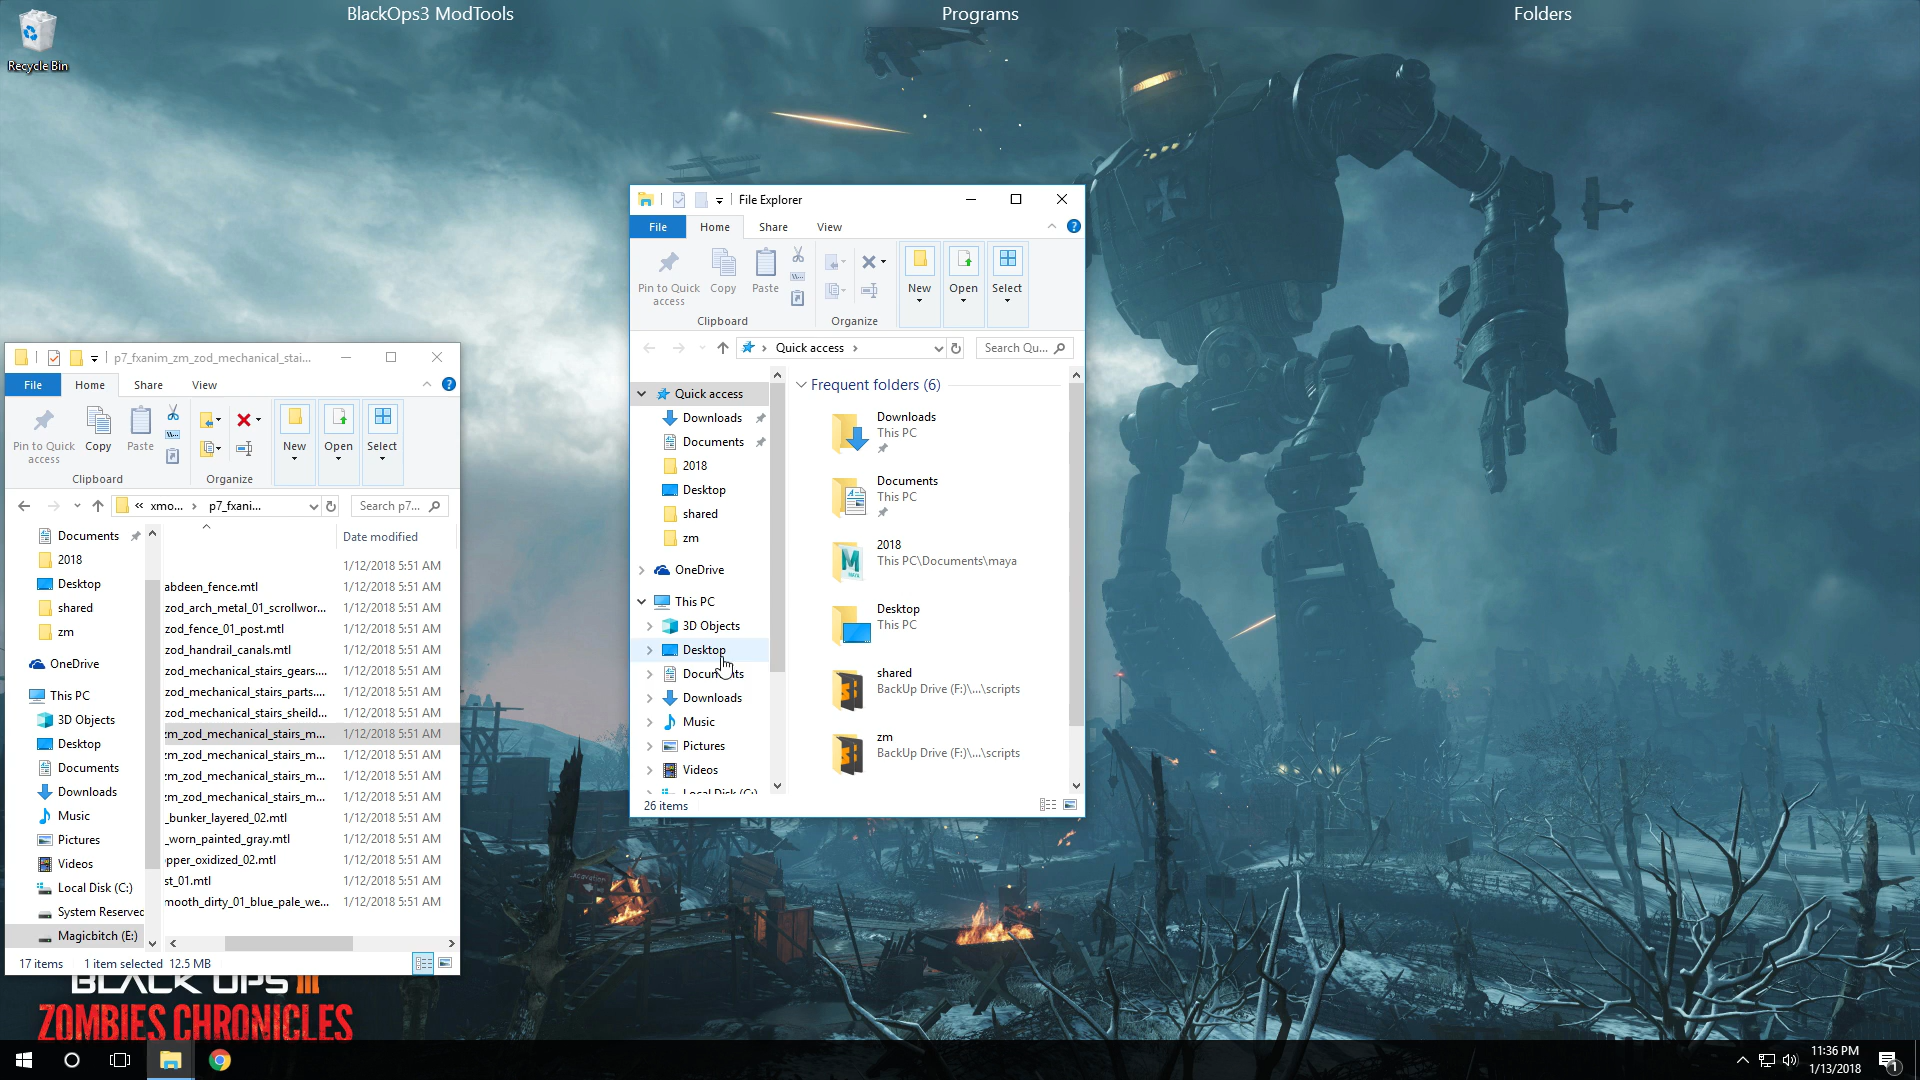 BlackOps3 ModTools
Programs
Folders
Recycle Bin
File Explorer
File
Home
Share
View
Pin to Quick access
Copy
Paste
New
Open
Select
Clipboard
Organize
Quick access
Search Qu...
Quick access
Downloads
Documents
2018
Desktop
shared
zm
OneDrive
This PC
3D Objects
Desktop
Documents
Downloads
Music
Pictures
Videos
Local Disk (C:)
Frequent folders (6)
Downloads
This PC
Documents
This PC
2018
This PC\Documents\maya
Desktop
This PC
shared
BackUp Drive (F:)\...\scripts
zm
BackUp Drive (F:)\...\scripts
26 items
p7_fxanim_zm_zod_mechanical_stai...
File
Home
Share
View
Pin to Quick access
Copy
Paste
New
Open
Select
Clipboard
Organize
« xmo... > p7_fxani...
Search p7...
Documents
2018
Desktop
shared
zm
OneDrive
This PC
3D Objects
Desktop
Documents
Downloads
Music
Pictures
Videos
Local Disk (C:)
System Reserved
Magicbitch (E:)
Date modified
1/12/2018 5:51 AM
abdeen_fence.mtl 1/12/2018 5:51 AM
zod_arch_metal_01_scrollwor... 1/12/2018 5:51 AM
zod_fence_01_post.mtl 1/12/2018 5:51 AM
zod_handrail_canals.mtl 1/12/2018 5:51 AM
zod_mechanical_stairs_gears.... 1/12/2018 5:51 AM
zod_mechanical_stairs_parts.... 1/12/2018 5:51 AM
zod_mechanical_stairs_sheild... 1/12/2018 5:51 AM
zm_zod_mechanical_stairs_m... 1/12/2018 5:51 AM
zm_zod_mechanical_stairs_m... 1/12/2018 5:51 AM
zm_zod_mechanical_stairs_m... 1/12/2018 5:51 AM
zm_zod_mechanical_stairs_m... 1/12/2018 5:51 AM
_bunker_layered_02.mtl 1/12/2018 5:51 AM
_worn_painted_gray.mtl 1/12/2018 5:51 AM
pper_oxidized_02.mtl 1/12/2018 5:51 AM
st_01.mtl 1/12/2018 5:51 AM
mooth_dirty_01_blue_pale_we... 1/12/2018 5:51 AM
17 items 1 item selected 12.5 MB
BLACK OPS III
ZOMBIES CHRONICLES
11:36 PM
1/13/2018
1